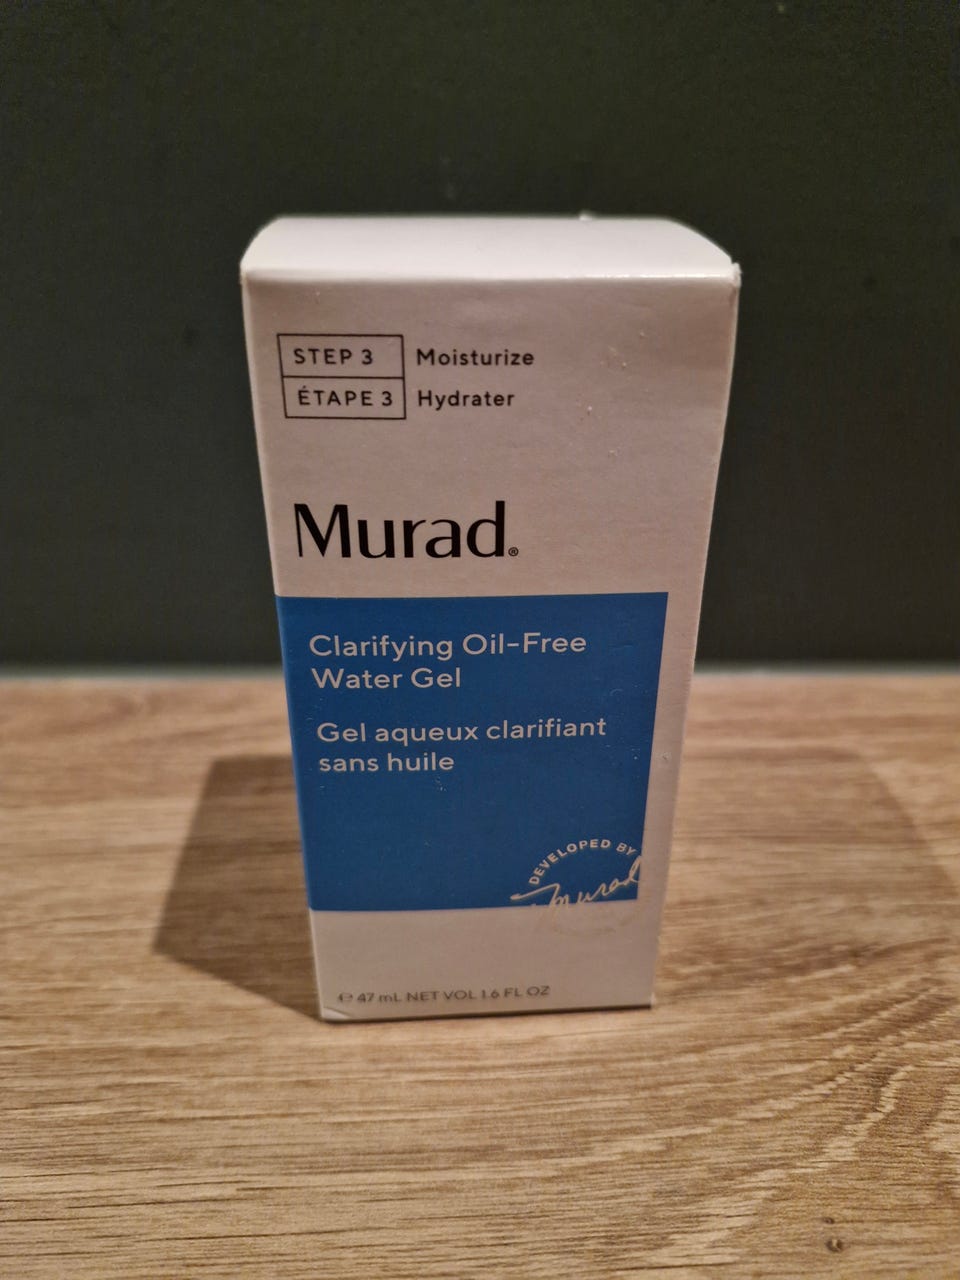 STEP 3 Moisturize
ÉTAPE 3 Hydrater
Murad®
Clarifying Oil-Free
Water Gel
Gel aqueux clarifiant
sans huile
DEVELOPED BY
Murad
℮ 47 mL NET VOL 1.6 FL OZ